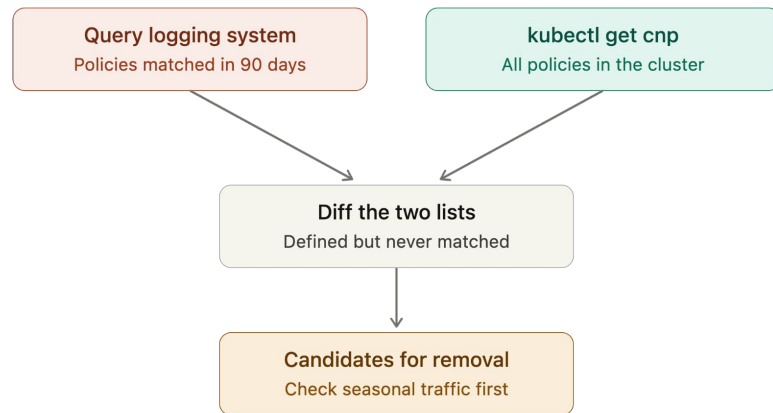 Query logging system
Policies matched in 90 days
kubectl get cnp
All policies in the cluster
Diff the two lists
Defined but never matched
Candidates for removal
Check seasonal traffic first